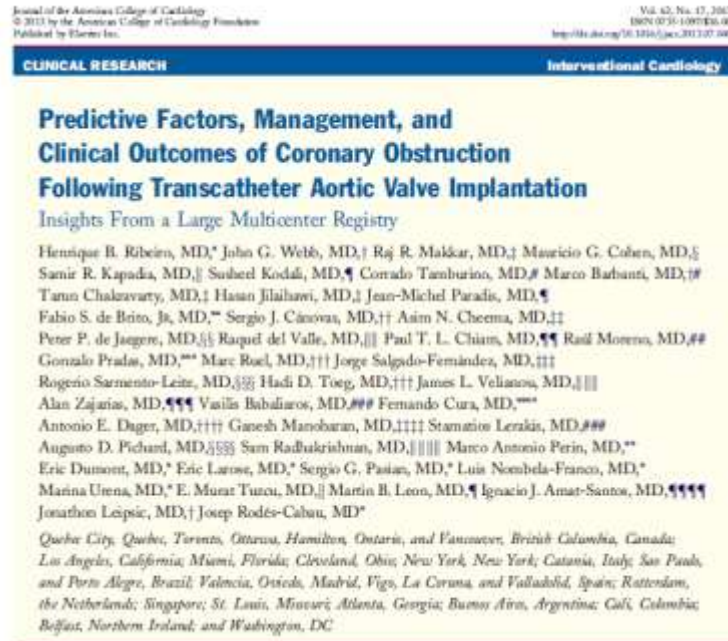 Journal of the American College of Cardiology
© 2013 by the American College of Cardiology Foundation
Published by Elsevier Inc.
Vol. 62, No. 17, 2013
CLINICAL RESEARCH
Interventional Cardiology
Predictive Factors, Management, and
Clinical Outcomes of Coronary Obstruction
Following Transcatheter Aortic Valve Implantation
Insights From a Large Multicenter Registry
Henrique B. Ribeiro, MD,* John G. Webb, MD,† Raj R. Makkar, MD,‡ Mauricio G. Cohen, MD,§
Samir R. Kapadia, MD,|| Susheel Kodali, MD,¶ Corrado Tamburino, MD,# Marco Barbanti, MD,†#
Tarun Chakravarty, MD,‡ Hasan Jilaihawi, MD,‡ Jean-Michel Paradis, MD,¶
Fabio S. de Brito, Jr, MD,** Sergio J. Cánovas, MD,†† Asim N. Cheema, MD,‡‡
Peter P. de Jaegere, MD,§§ Raquel del Valle, MD,|||| Paul T. L. Chiam, MD,¶¶ Raúl Moreno, MD,##
Gonzalo Pradas, MD,*** Marc Ruel, MD,††† Jorge Salgado-Fernández, MD,‡‡‡
Rogerio Sarmento-Leite, MD,§§§ Hadi D. Toeg, MD,††† James L. Velianou, MD,||||||
Alan Zajarias, MD,¶¶¶ Vasilis Babaliaros, MD,### Fernando Cura, MD,****
Antonio E. Dager, MD,†††† Ganesh Manoharan, MD,‡‡‡‡ Stamatios Lerakis, MD,###
Augusto D. Pichard, MD,§§§§ Sam Radhakrishnan, MD,|||||||| Marco Antonio Perin, MD,**
Eric Dumont, MD,* Eric Larose, MD,* Sergio G. Pasian, MD,* Luis Nombela-Franco, MD,*
Marina Urena, MD,* E. Murat Tuzcu, MD,|| Martin B. Leon, MD,¶ Ignacio J. Amat-Santos, MD,¶¶¶¶
Jonathon Leipsic, MD,† Josep Rodés-Cabau, MD*
Quebec City, Quebec, Toronto, Ottawa, Hamilton, Ontario, and Vancouver, British Columbia, Canada;
Los Angeles, California; Miami, Florida; Cleveland, Ohio; New York, New York; Catania, Italy; Sao Paulo,
and Porto Alegre, Brazil; Valencia, Oviedo, Madrid, Vigo, La Coruna, and Valladolid, Spain; Rotterdam,
the Netherlands; Singapore; St. Louis, Missouri; Atlanta, Georgia; Buenos Aires, Argentina; Cali, Colombia;
Belfast, Northern Ireland; and Washington, DC